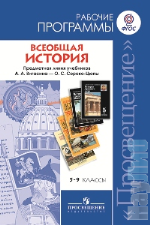 РАБОЧИЕ
ПРОГРАММЫ
ФГОС
ВСЕОБЩАЯ
ИСТОРИЯ
Предметная линия учебников
А. А. Вигасина — О. С. Сороко-Цюпы
5-9 КЛАССЫ
«Просвещение»
ПРОСВЕЩЕНИЕ